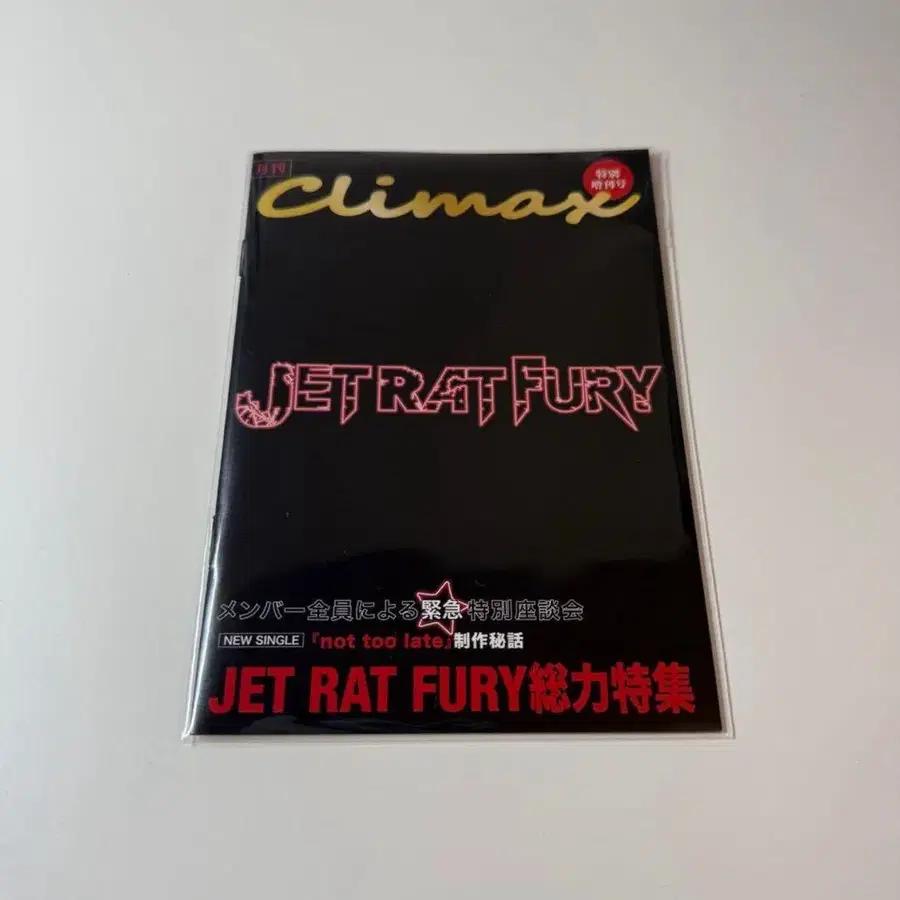 月刊
Climax
特別
増刊号
JET RAT FURY
メンバー全員による緊急特別座談会
NEW SINGLE 『not too late』制作秘話
JET RAT FURY総力特集